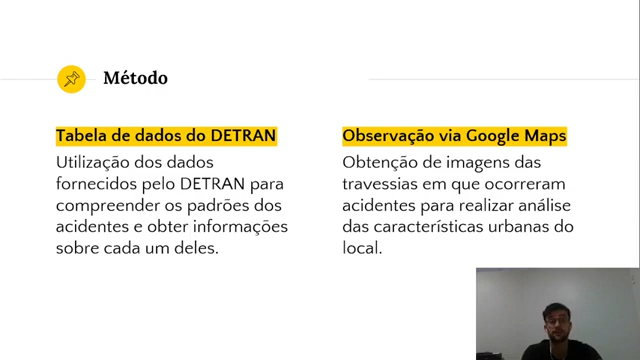 Método
Tabela de dados do DETRAN
Utilização dos dados
fornecidos pelo DETRAN para
compreender os padrões dos
acidentes e obter informações
sobre cada um deles.
Observação via Google Maps
Obtenção de imagens das
travessias em que ocorreram
acidentes para realizar análise
das características urbanas do
local.